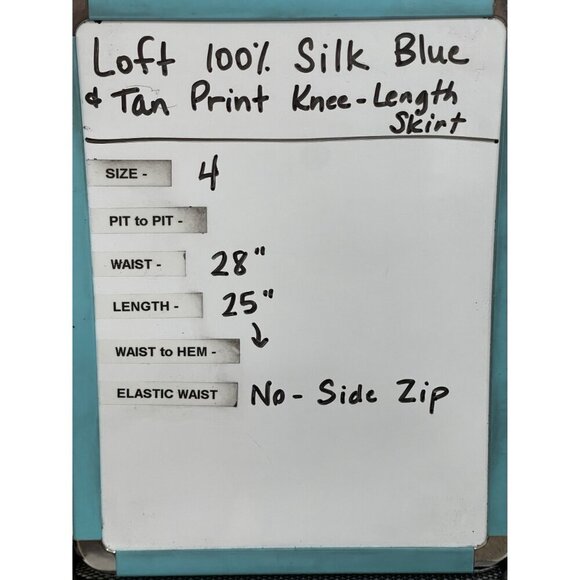 Loft 100% Silk Blue
& Tan Print Knee-Length
Skirt
SIZE - 4
PIT to PIT -
WAIST - 28"
LENGTH - 25"
WAIST to HEM - ↓
ELASTIC WAIST No - Side Zip